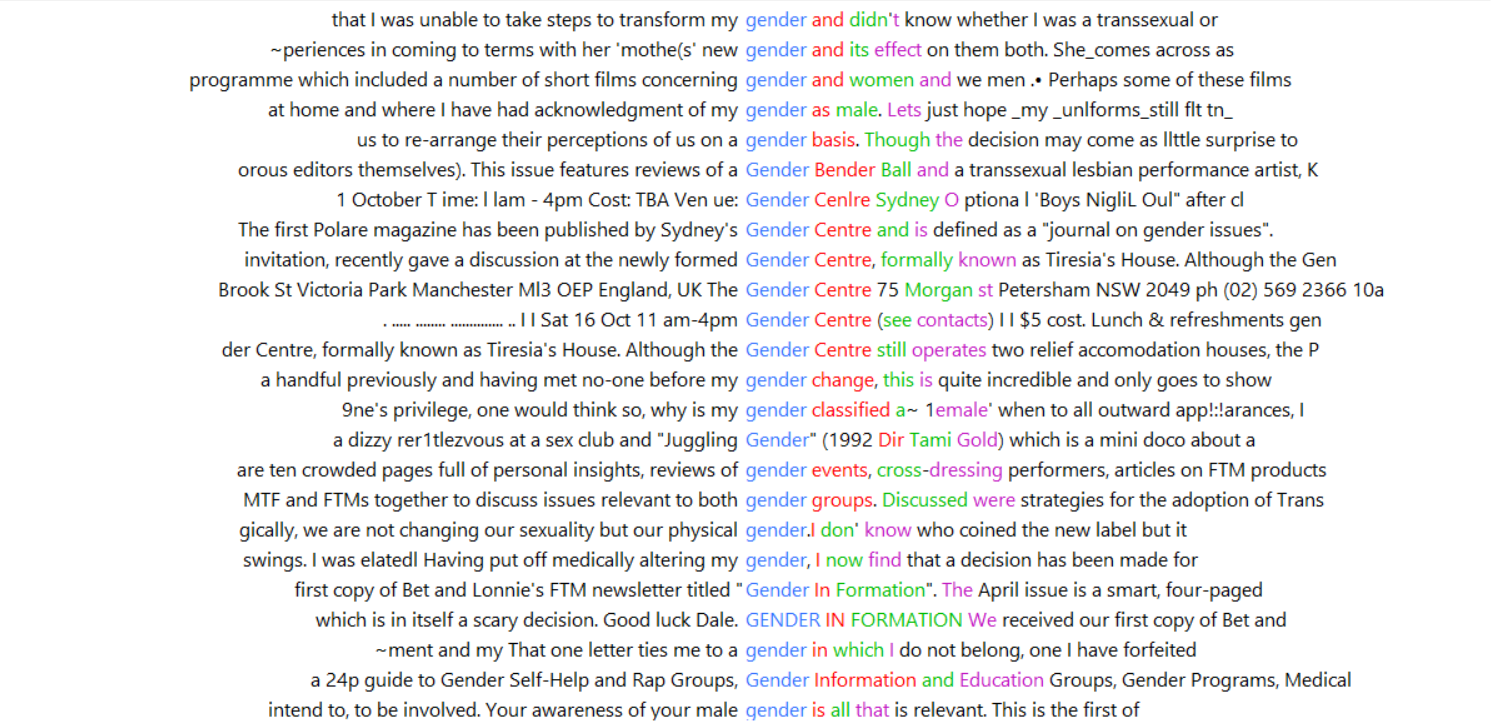 that I was unable to take steps to transform my gender and didn't know whether I was a transsexual or
~periences in coming to terms with her 'mothe(s' new gender and its effect on them both. She_comes across as
programme which included a number of short films concerning gender and women and we men .• Perhaps some of these films
at home and where I have had acknowledgment of my gender as male. Lets just hope _my _unlforms_still flt tn_
us to re-arrange their perceptions of us on a gender basis. Though the decision may come as llttle surprise to
orous editors themselves). This issue features reviews of a Gender Bender Ball and a transsexual lesbian performance artist, K
1 October T ime: l lam - 4pm Cost: TBA Ven ue: Gender Cenlre Sydney O ptiona l 'Boys NigliL Oul" after cl
The first Polare magazine has been published by Sydney's Gender Centre and is defined as a "journal on gender issues".
invitation, recently gave a discussion at the newly formed Gender Centre, formally known as Tiresia's House. Although the Gen
Brook St Victoria Park Manchester Ml3 OEP England, UK The Gender Centre 75 Morgan st Petersham NSW 2049 ph (02) 569 2366 10a
. ..... ........ .............. .. l I Sat 16 Oct 11 am-4pm Gender Centre (see contacts) I I $5 cost. Lunch & refreshments gen
der Centre, formally known as Tiresia's House. Although the Gender Centre still operates two relief accomodation houses, the P
a handful previously and having met no-one before my gender change, this is quite incredible and only goes to show
9ne's privilege, one would think so, why is my gender classified a~ 1emale' when to all outward app!:!arances, I
a dizzy rer1tlezvous at a sex club and "Juggling Gender" (1992 Dir Tami Gold) which is a mini doco about a
are ten crowded pages full of personal insights, reviews of gender events, cross-dressing performers, articles on FTM products
MTF and FTMs together to discuss issues relevant to both gender groups. Discussed were strategies for the adoption of Trans
gically, we are not changing our sexuality but our physical gender.I don' know who coined the new label but it
swings. I was elatedl Having put off medically altering my gender, I now find that a decision has been made for
first copy of Bet and Lonnie's FTM newsletter titled "Gender In Formation". The April issue is a smart, four-paged
which is in itself a scary decision. Good luck Dale. GENDER IN FORMATION We received our first copy of Bet and
~ment and my That one letter ties me to a gender in which I do not belong, one I have forfeited
a 24p guide to Gender Self-Help and Rap Groups, Gender Information and Education Groups, Gender Programs, Medical
intend to, to be involved. Your awareness of your male gender is all that is relevant. This is the first of